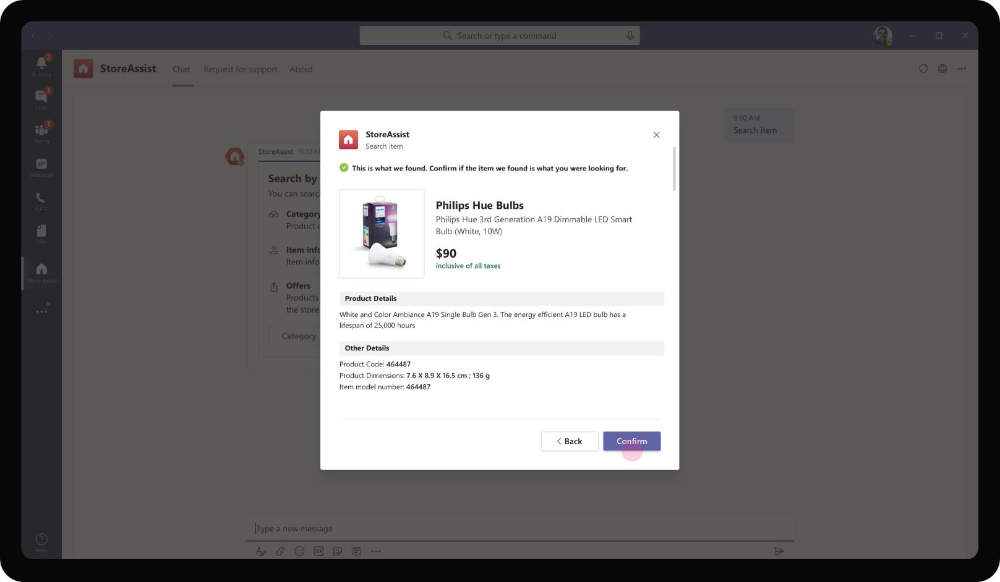 Search or type a command
2
Activity
1
Chat
1
Teams
Meetings
Calls
Files
Store Assist
Help
StoreAssist
Chat
Request for support
About
9:00 AM
Search item
StoreAssist 9:00 A
Search by
You can searc
Category
Product
Item info
Item info
Offers
Products
the store
Category
StoreAssist
Search item
This is what we found. Confirm if the item we found is what you were looking for.
PHILIPS
Philips Hue Bulbs
Philips Hue 3rd Generation A19 Dimmable LED Smart
Bulb (White, 10W)
$90
inclusive of all taxes
Product Details
White and Color Ambiance A19 Single Bulb Gen 3. The energy efficient A19 LED bulb has a
lifespan of 25,000 hours
Other Details
Product Code: 464487
Product Dimensions: 7.6 X 8.9 X 16.5 cm ; 136 g
Item model number: 464487
Back
Confirm
Type a new message
GIF